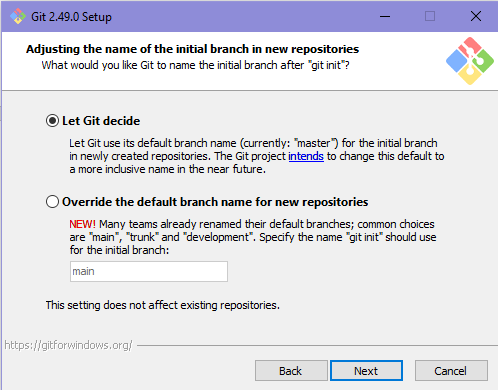 Git 2.49.0 Setup
Adjusting the name of the initial branch in new repositories
What would you like Git to name the initial branch after "git init"?
Let Git decide
Let Git use its default branch name (currently: "master") for the initial branch
in newly created repositories. The Git project intends to change this default to
a more inclusive name in the near future.
Override the default branch name for new repositories
NEW! Many teams already renamed their default branches; common choices
are "main", "trunk" and "development". Specify the name "git init" should use
for the initial branch:
main
This setting does not affect existing repositories.
https://gitforwindows.org/
Back Next Cancel